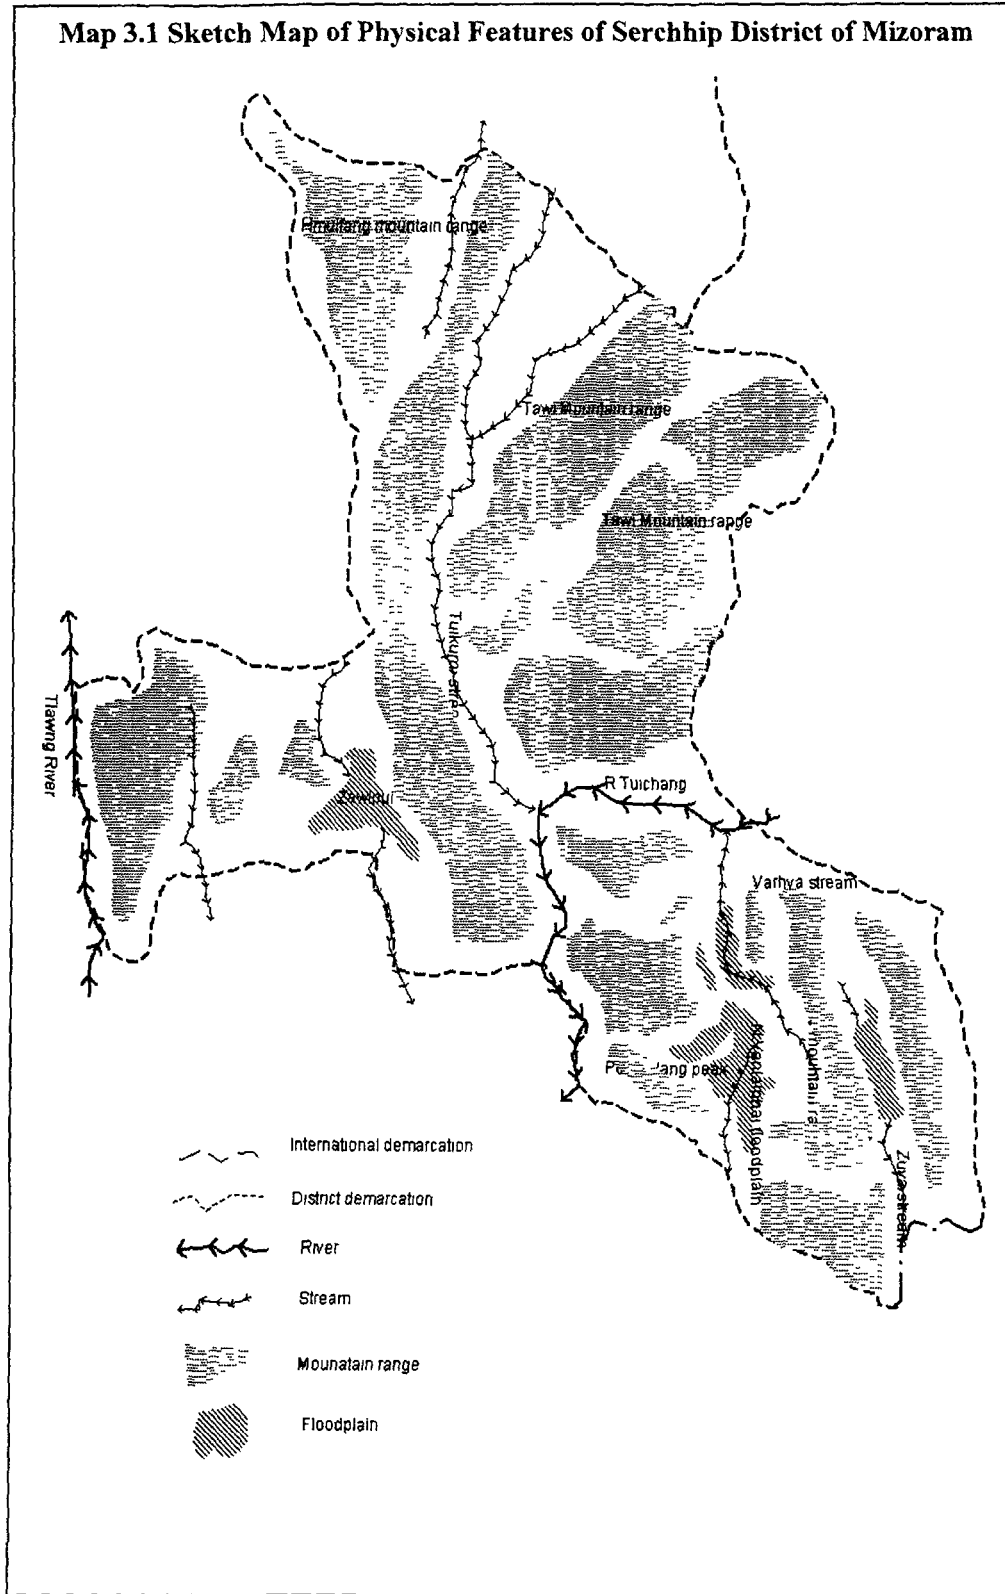 Map 3.1 Sketch Map of Physical Features of Serchhip District of Mizoram
mountain range
Tawi Mountain range
Tawi Mountain range
Tuikum
Tlawng River
R Tuichang
Varhva stream
peak
floodplain
Zuva stream
International demarcation
District demarcation
River
Stream
Mounatain range
Floodplain